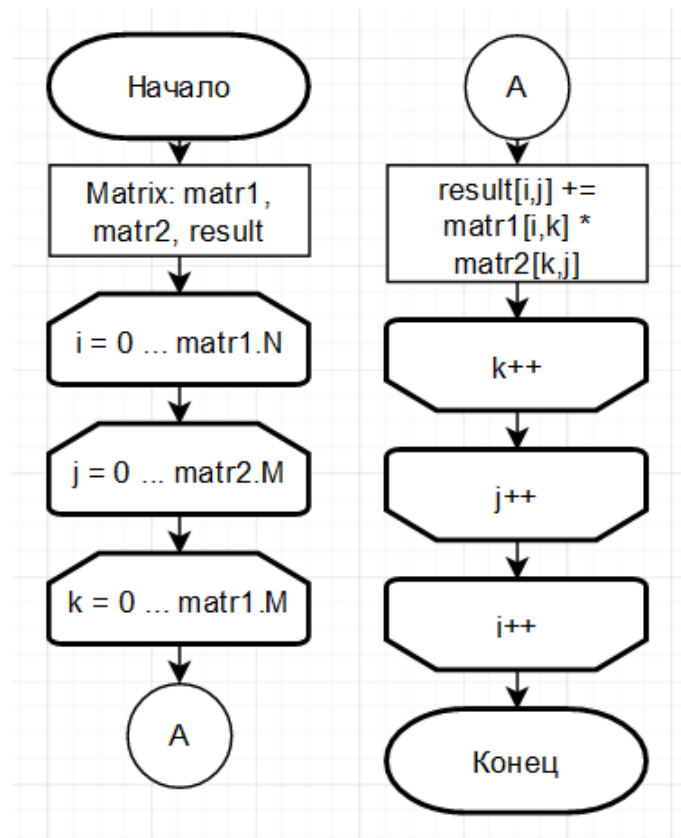 Начало
Matrix: matr1,
matr2, result
i = 0 ... matr1.N
j = 0 ... matr2.M
k = 0 ... matr1.M
A
A
result[i,j] +=
matr1[i,k] *
matr2[k,j]
k++
j++
i++
Конец